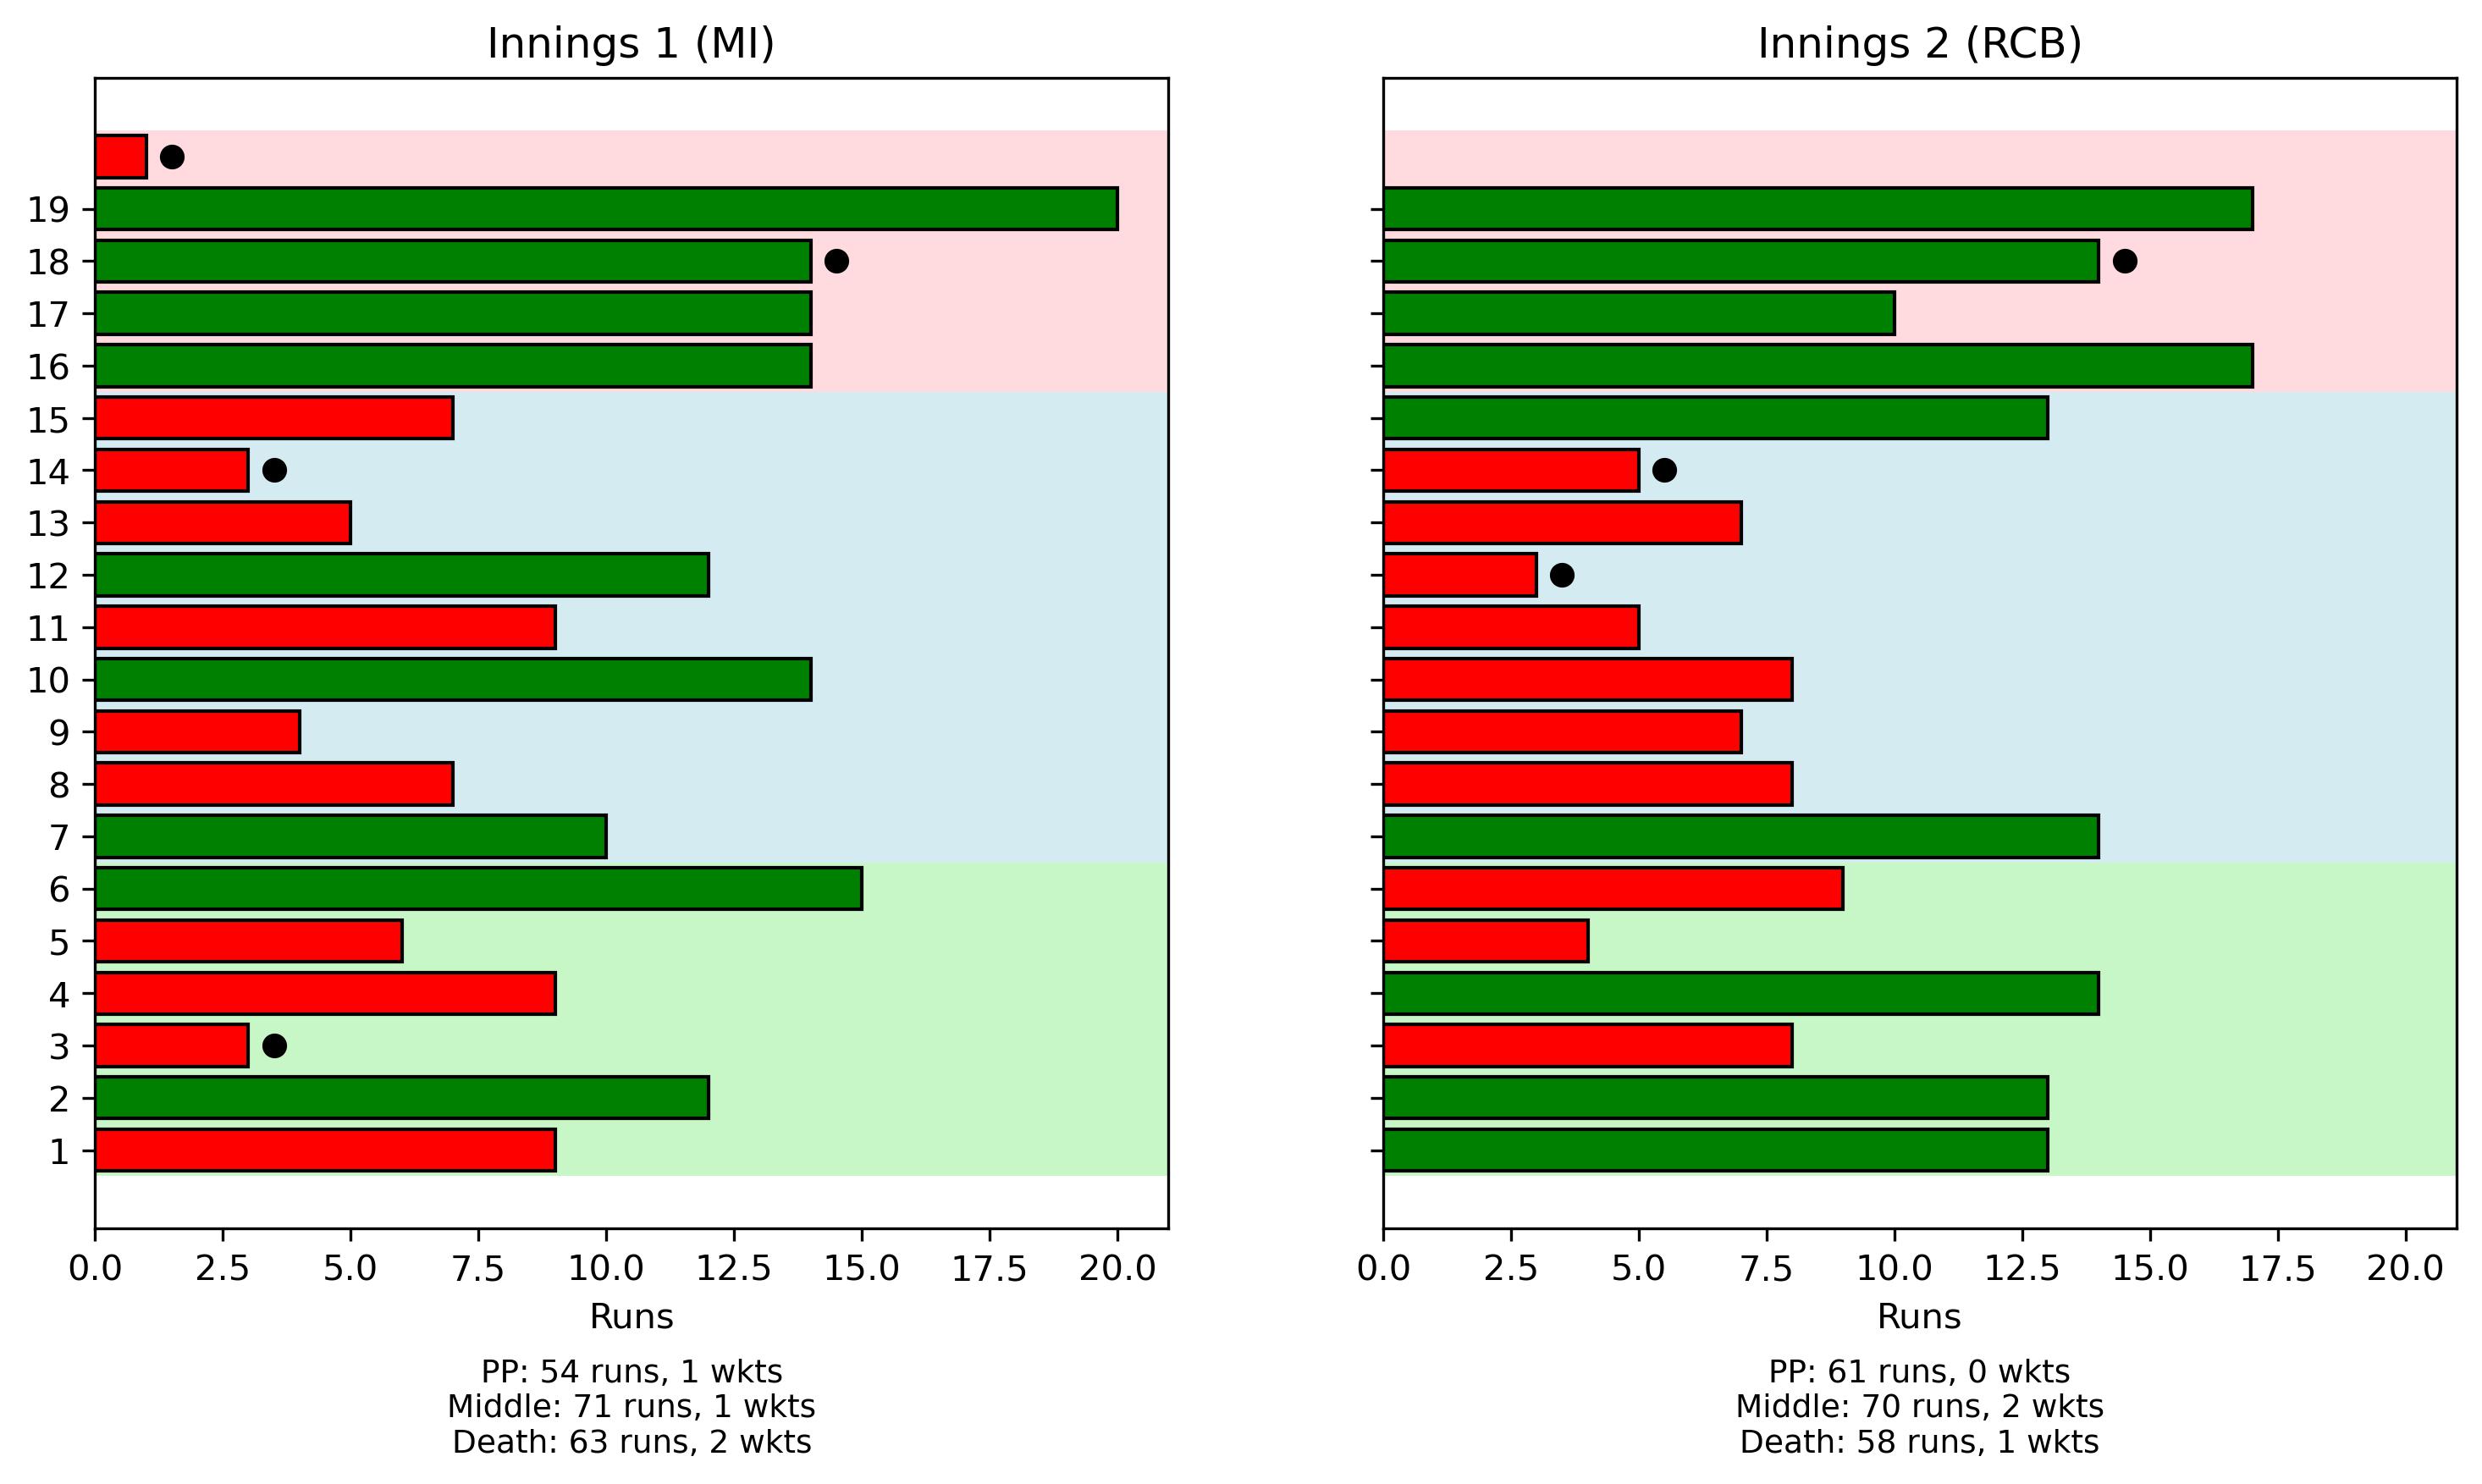 Innings 1 (MI)
19
18
17
16
15
14
13
12
11
10
9
8
7
6
5
4
3
2
1
0.0 2.5 5.0 7.5 10.0 12.5 15.0 17.5 20.0
Runs
PP: 54 runs, 1 wkts
Middle: 71 runs, 1 wkts
Death: 63 runs, 2 wkts
Innings 2 (RCB)
0.0 2.5 5.0 7.5 10.0 12.5 15.0 17.5 20.0
Runs
PP: 61 runs, 0 wkts
Middle: 70 runs, 2 wkts
Death: 58 runs, 1 wkts